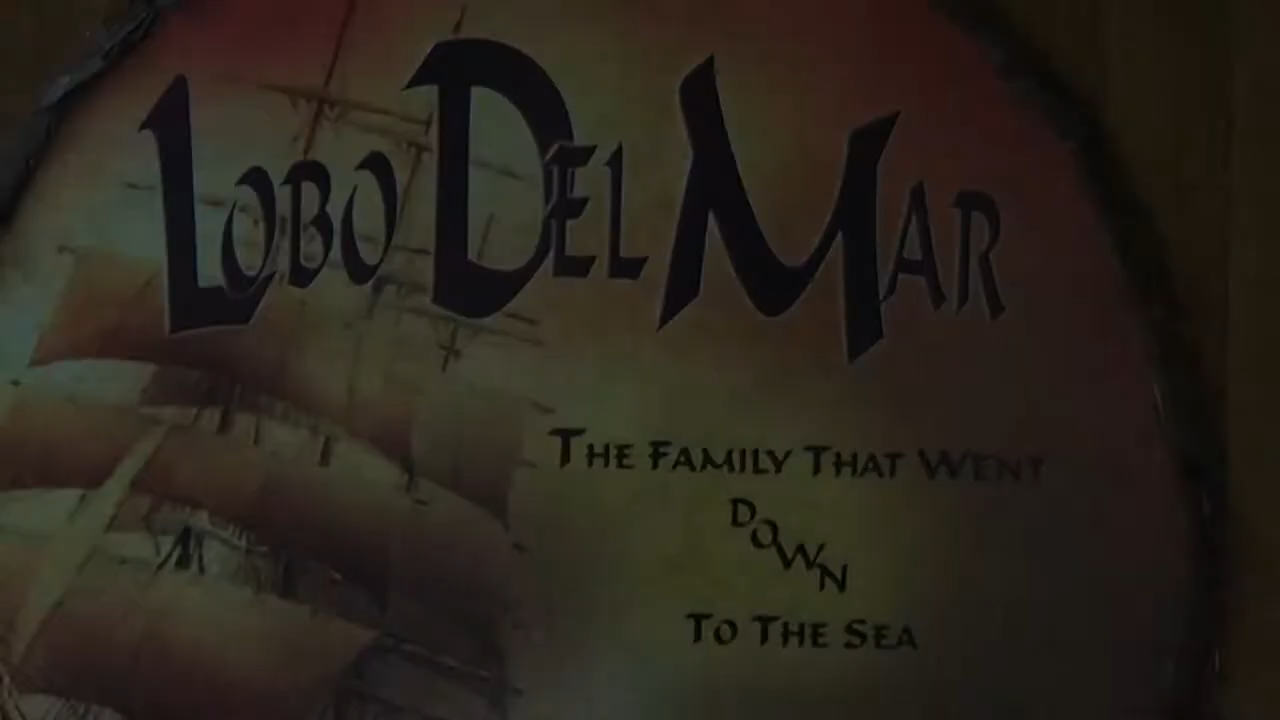 LOBO DEL MAR
THE FAMILY THAT WENT
DOWN
TO THE SEA